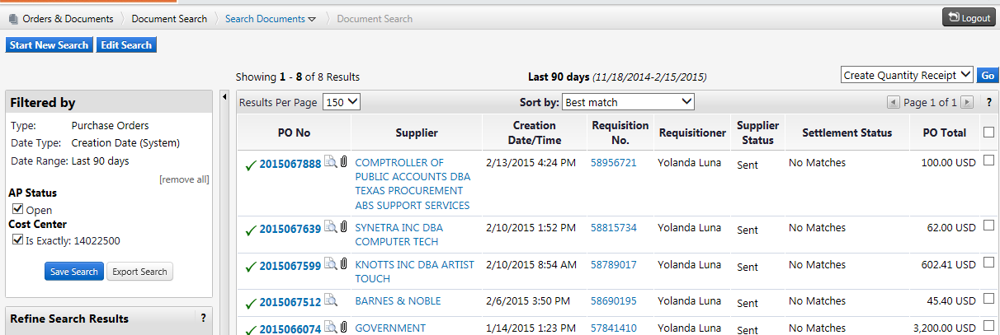 Orders & Documents Document Search Search Documents Document Search Logout
Start New Search Edit Search
Showing 1 - 8 of 8 Results Last 90 days (11/18/2014-2/15/2015) Create Quantity Receipt Go
Filtered by
Type: Purchase Orders
Date Type: Creation Date (System)
Date Range: Last 90 days
[remove all]
AP Status
Open
Cost Center
Is Exactly: 14022500
Save Search Export Search
Refine Search Results ?
Results Per Page 150 Sort by: Best match Page 1 of 1 ?
PO No Supplier Creation Date/Time Requisition No. Requisitioner Supplier Status Settlement Status PO Total
2015067888 COMPTROLLER OF 2/13/2015 4:24 PM 58956721 Yolanda Luna Sent No Matches 100.00 USD
PUBLIC ACCOUNTS DBA
TEXAS PROCUREMENT
ABS SUPPORT SERVICES
2015067639 SYNETRA INC DBA 2/10/2015 1:52 PM 58815734 Yolanda Luna Sent No Matches 62.00 USD
COMPUTER TECH
2015067599 KNOTTS INC DBA ARTIST 2/10/2015 8:54 AM 58789017 Yolanda Luna Sent No Matches 602.41 USD
TOUCH
2015067512 BARNES & NOBLE 2/6/2015 3:50 PM 58690195 Yolanda Luna Sent No Matches 45.40 USD
2015066074 GOVERNMENT 1/14/2015 1:23 PM 57841410 Yolanda Luna Sent No Matches 3,200.00 USD